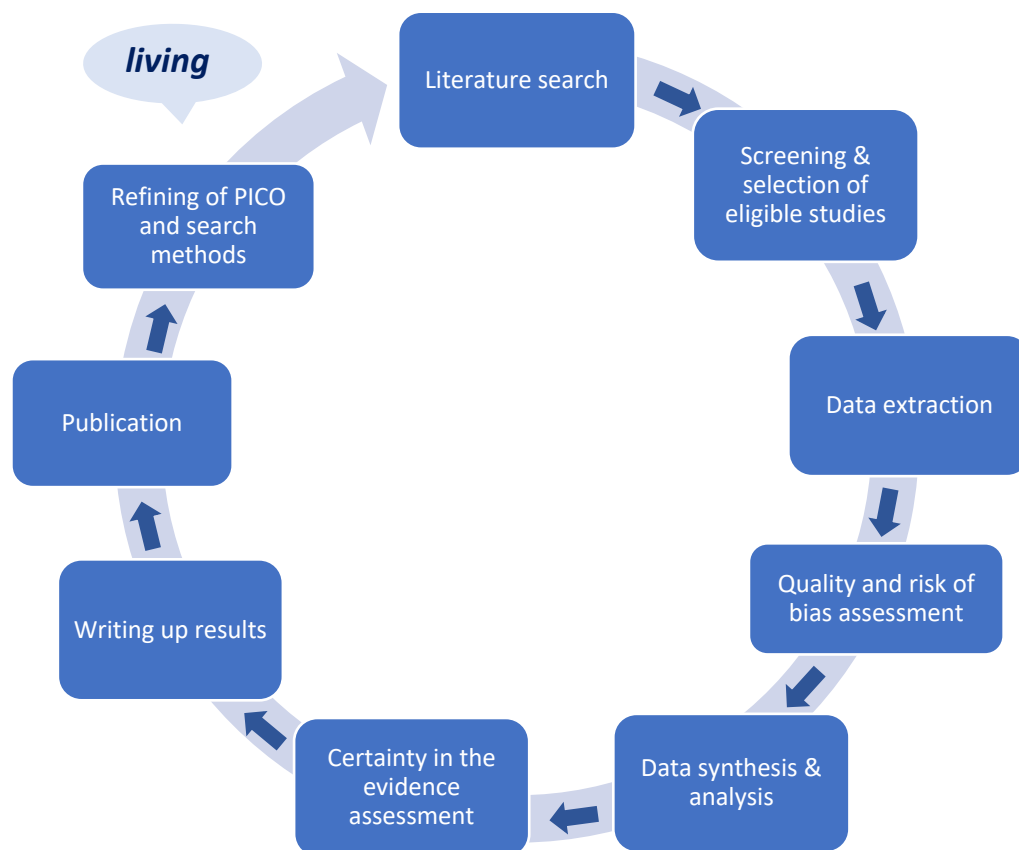 living
Literature search
Screening &
selection of
eligible studies
Data extraction
Quality and risk of
bias assessment
Data synthesis &
analysis
Certainty in the
evidence
assessment
Writing up results
Publication
Refining of PICO
and search
methods